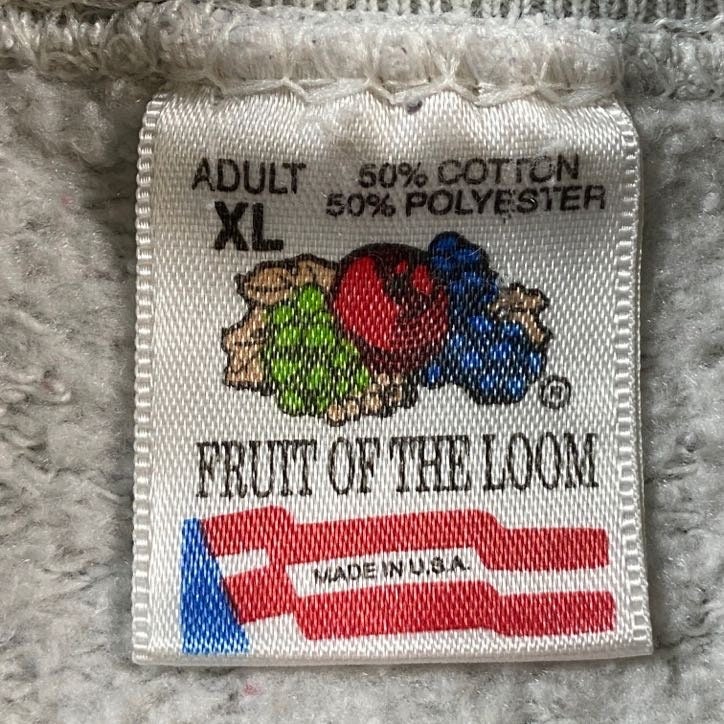 ADULT 50% COTTON
XL 50% POLYESTER
®
FRUIT OF THE LOOM
MADE IN U.S.A.